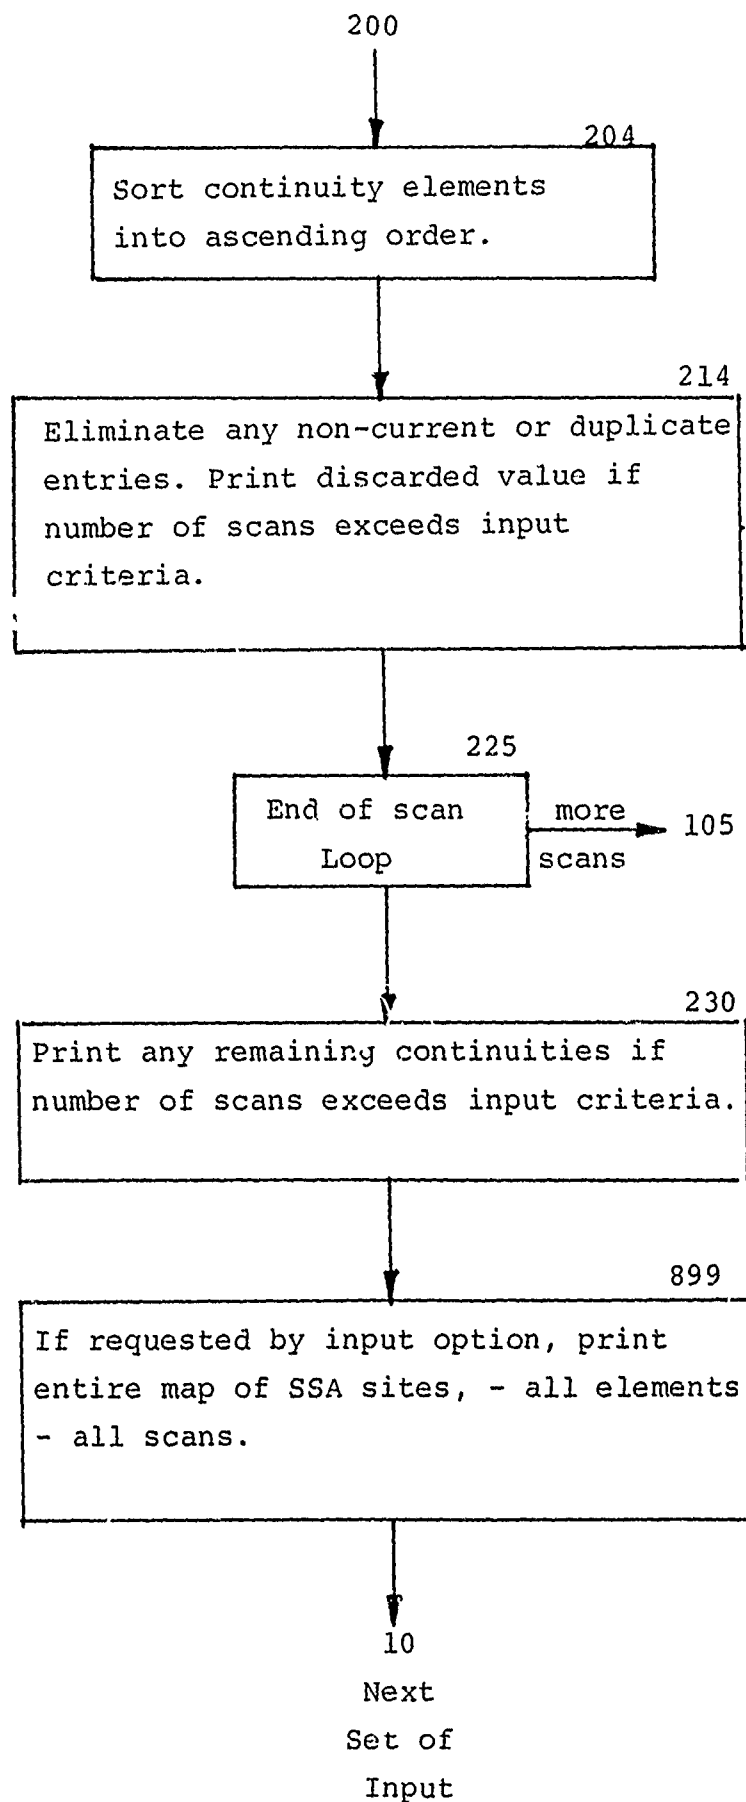 200
204
Sort continuity elements
into ascending order.
214
Eliminate any non-current or duplicate
entries. Print discarded value if
number of scans exceeds input
criteria.
225
End of scan
Loop
more
scans
105
230
Print any remaining continuities if
number of scans exceeds input criteria.
899
If requested by input option, print
entire map of SSA sites, - all elements
- all scans.
10
Next
Set of
Input